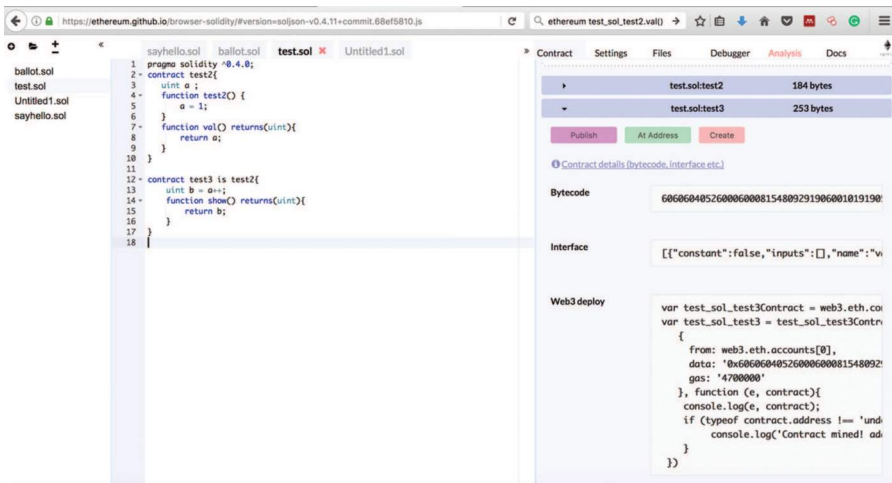 https://ethereum.github.io/browser-solidity/#version=soljson-v0.4.11+commit.68ef5810.js
ethereum test_sol_test2.val()
sayhello.sol ballot.sol test.sol Untitled1.sol
ballot.sol
test.sol
Untitled1.sol
sayhello.sol
1 pragma solidity ^0.4.0;
2 contract test2{
3 uint a ;
4 function test2() {
5 a = 1;
6 }
7 function val() returns(uint){
8 return a;
9 }
10 }
11
12 contract test3 is test2{
13 uint b = a++;
14 function show() returns(uint){
15 return b;
16 }
17 }
18
Contract Settings Files Debugger Analysis Docs
test.sol:test2 184 bytes
test.sol:test3 253 bytes
Publish At Address Create
Contract details (bytecode, interface etc.)
Bytecode
Interface
[{"constant":false,"inputs":[],"name":"v
Web3 deploy
var test_sol_test3Contract = web3.eth.co
var test_sol_test3 = test_sol_test3Contr
{
from: web3.eth.accounts[0],
gas: '4700000'
}, function (e, contract){
console.log(e, contract);
if (typeof contract.address !== 'und
console.log('Contract mined! ad
}
})